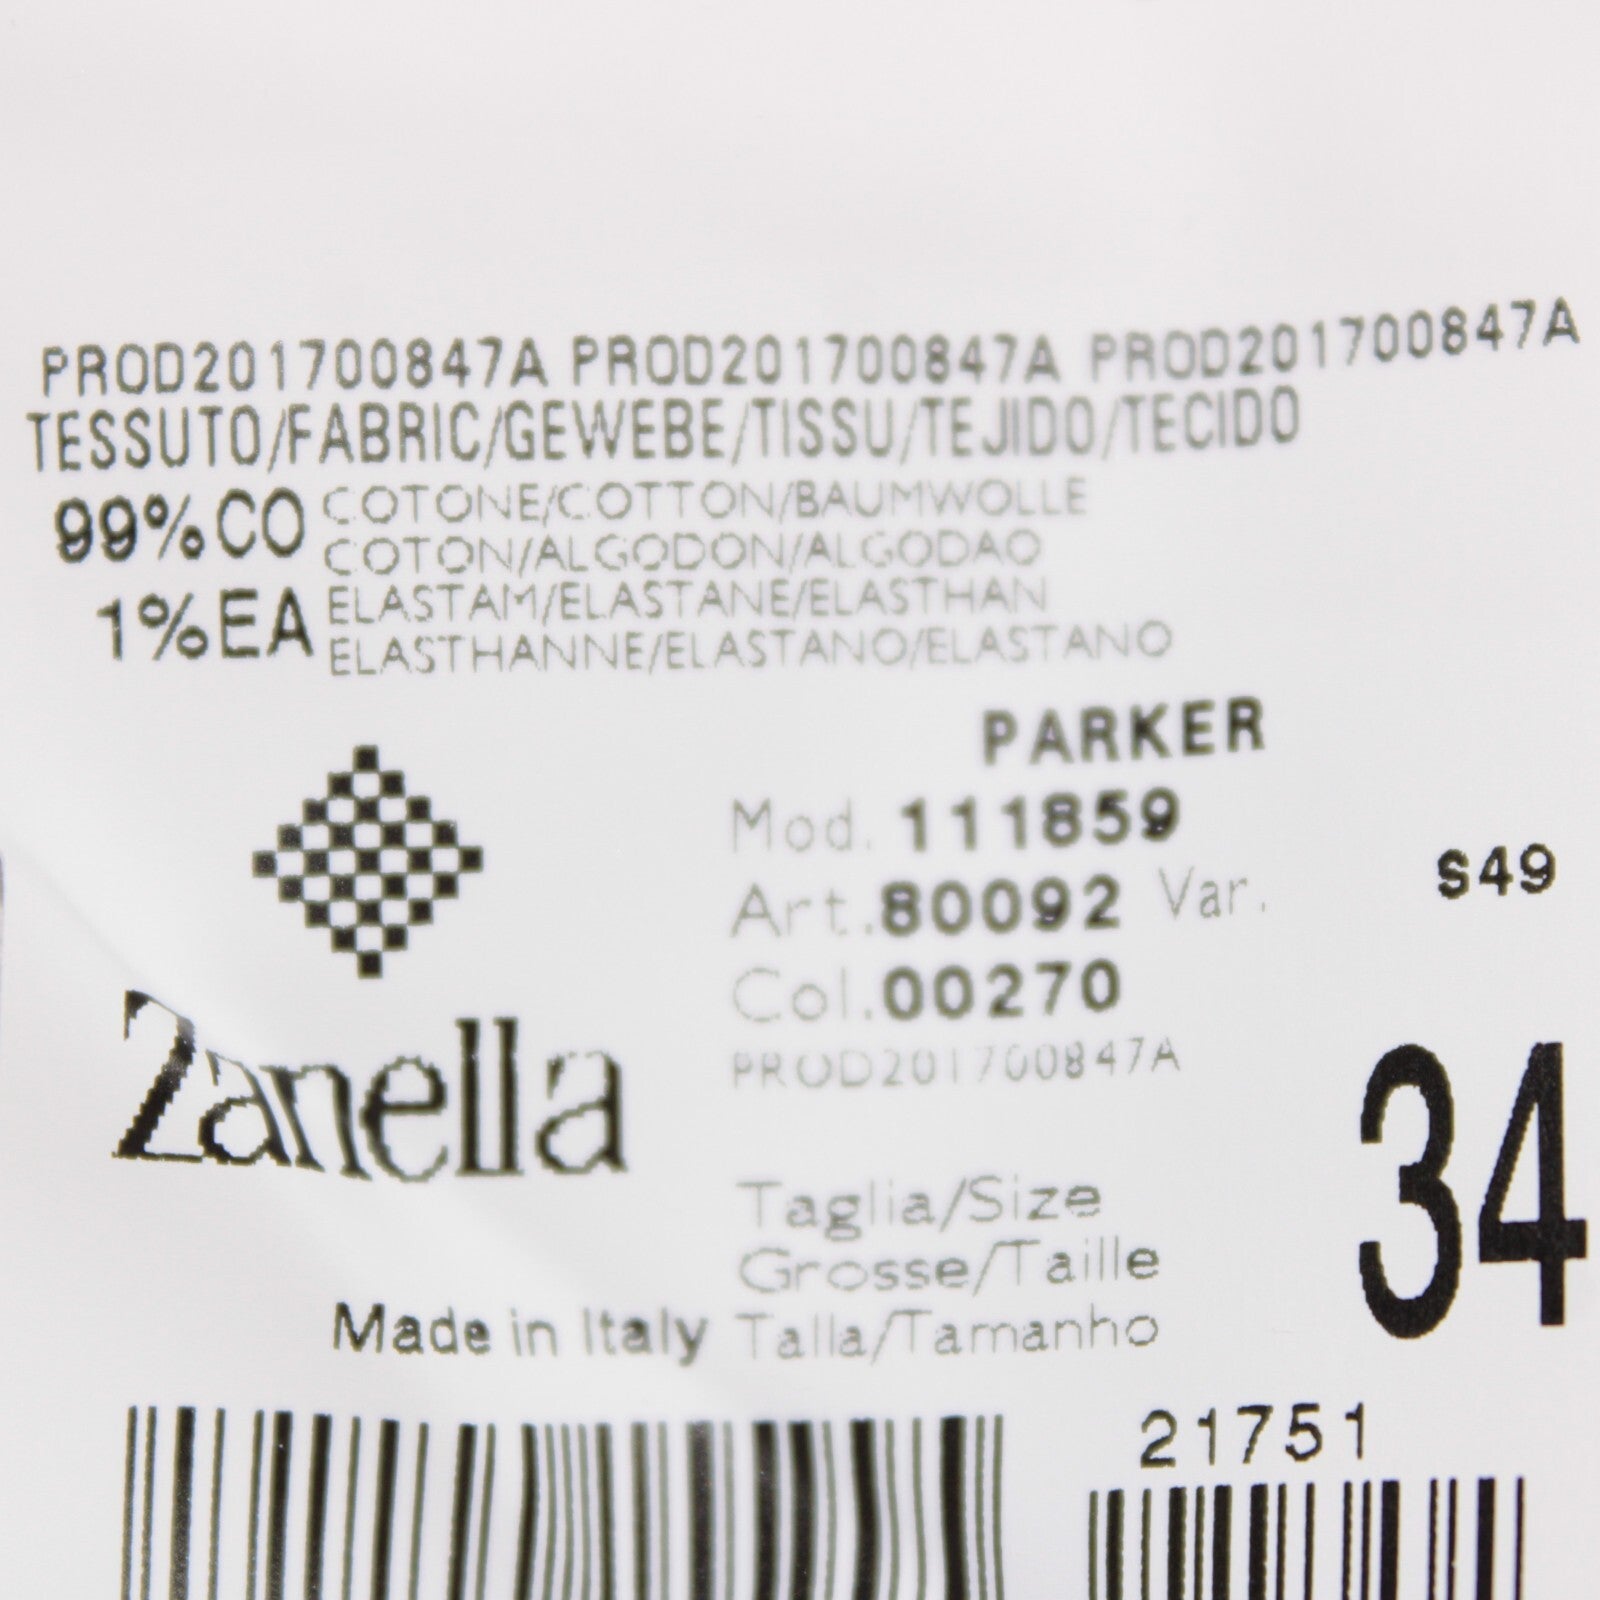 PROD201700847A PROD201700847A PROD201700847A
TESSUTO/FABRIC/GEWEBE/TISSU/TEJIDO/TECIDO
99%CO COTONE/COTTON/BAUMWOLLE
COTON/ALGODON/ALGODAO
1%EA ELASTAM/ELASTANE/ELASTHAN
ELASTHANNE/ELASTANO/ELASTANO
PARKER
Mod. 111859
Art.80092 Var. S49
Col.00270
PROD201700847A
Zanella
34
Taglia/Size
Grosse/Taille
Talla/Tamanho
Made in Italy
21751